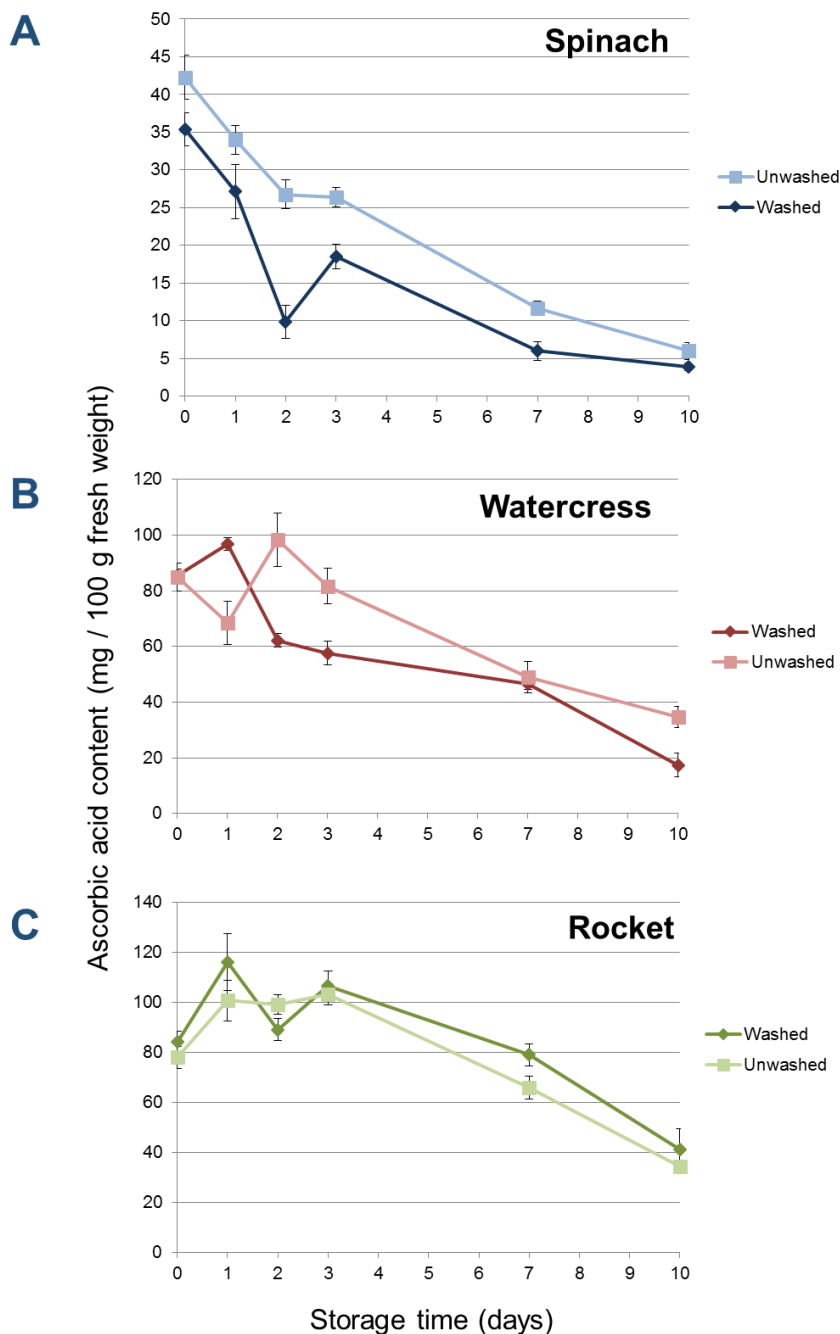 A
Spinach
50
45
40
35
30
25
20
15
10
5
0
0 1 2 3 4 5 6 7 8 9 10
Unwashed
Washed
Ascorbic acid content (mg / 100 g fresh weight)
B
Watercress
120
100
80
60
40
20
0
0 1 2 3 4 5 6 7 8 9 10
Washed
Unwashed
C
Rocket
140
120
100
80
60
40
20
0
0 1 2 3 4 5 6 7 8 9 10
Washed
Unwashed
Storage time (days)